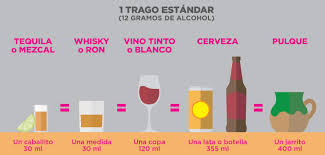 1 TRAGO ESTÁNDAR
(12 GRAMOS DE ALCOHOL)
TEQUILA
o MEZCAL
WHISKY
o RON
VINO TINTO
o BLANCO
CERVEZA
PULQUE
= = = =
Un caballito
30 ml
Una medida
30 ml
Una copa
120 ml
Una lata o botella
355 ml
Un jerrito
400 ml